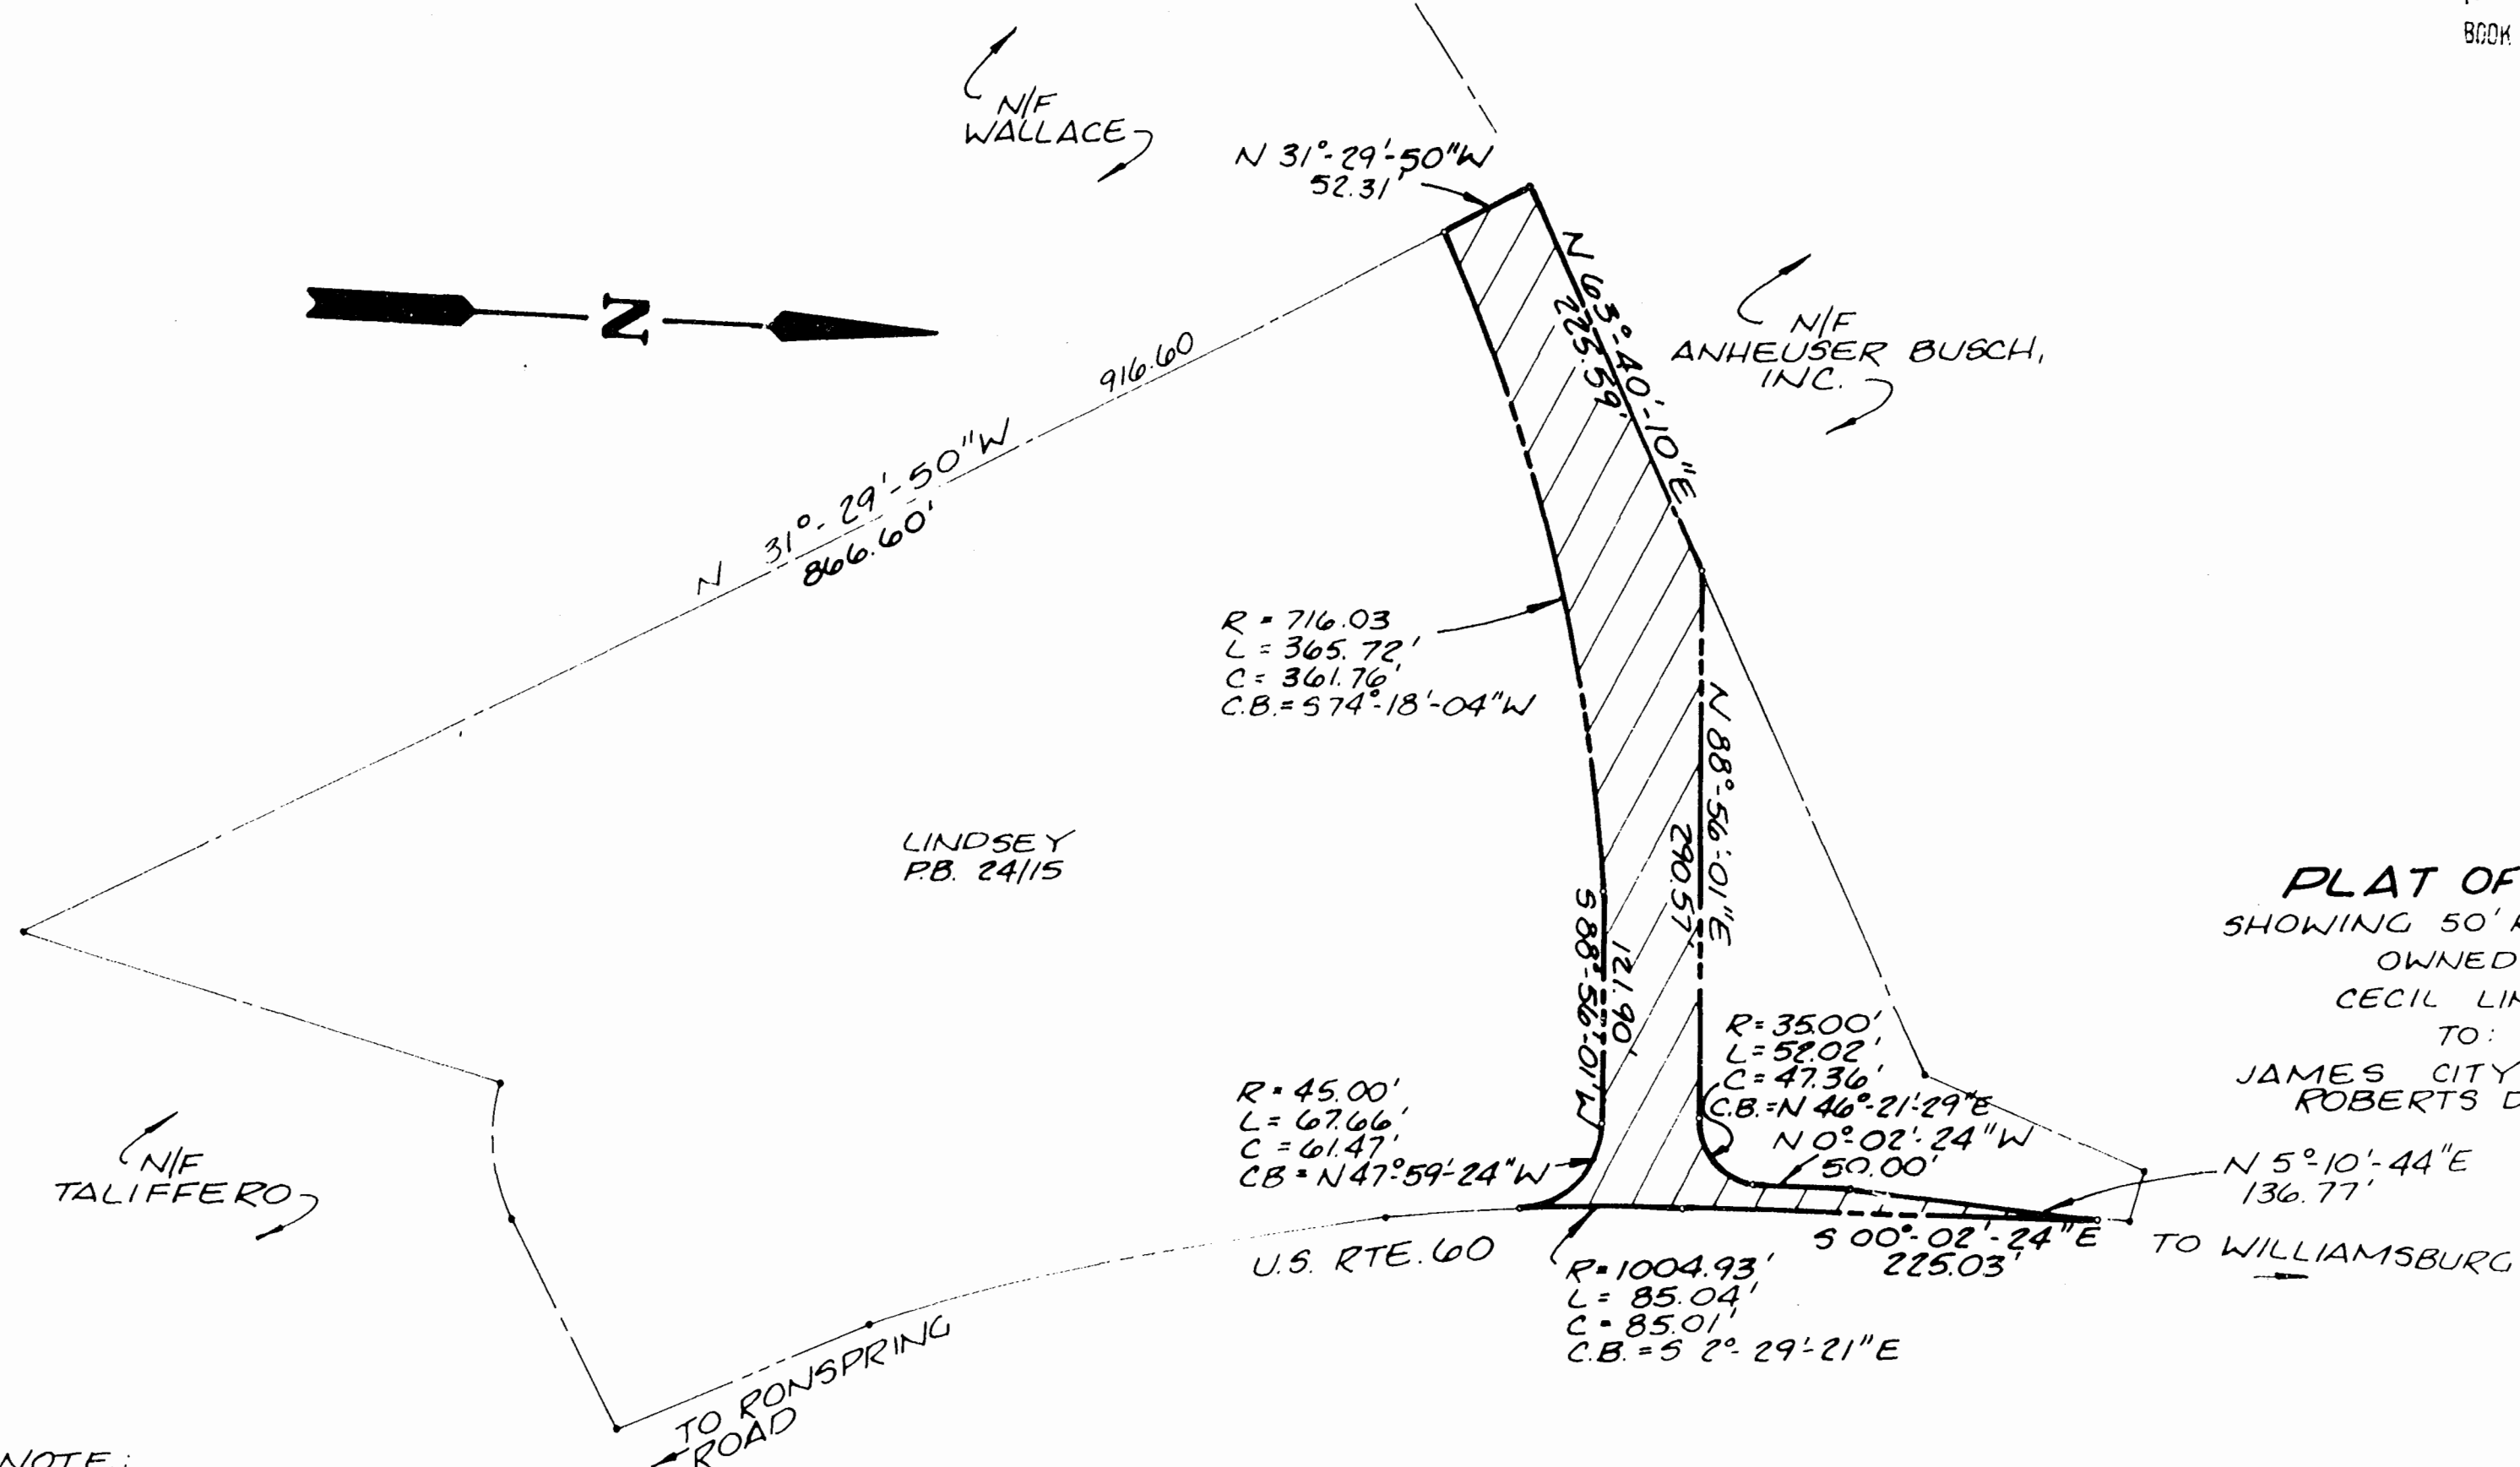 BOOK
N/F
WALLACE
N 31°-29'-50"W
52.31'
N 63°-40'-10"E
225.59'
N
N/F
ANHEUSER BUSCH,
INC.
916.60
N 31°-29'-50"W
866.60'
R = 716.03
L = 365.72'
C = 361.76'
C.B. = S 74°-18'-04"W
N 88°-56'-01"E
290.57'
LINDSEY
P.B. 24/15
S 88°-56'-01"W
121.90'
PLAT OF
SHOWING 50'
OWNED
CECIL
TO:
JAMES CITY
ROBERTS
R = 35.00'
L = 52.02'
C = 47.36'
C.B. = N 46°-21'-29"E
N 0°-02'-24"W
50.00'
R = 45.00'
L = 67.66'
C = 61.47'
CB = N 47°-59'-24"W
N/F
TALIFFERO
N 5°-10'-44"E
136.77'
S 00°-02'-24"E
225.03'
TO WILLIAMSBURG
U.S. RTE. 60
R = 1004.93'
L = 85.04'
C = 85.01'
C.B. = S 2°-29'-21"E
TO RONSPRING
ROAD
NOTE: